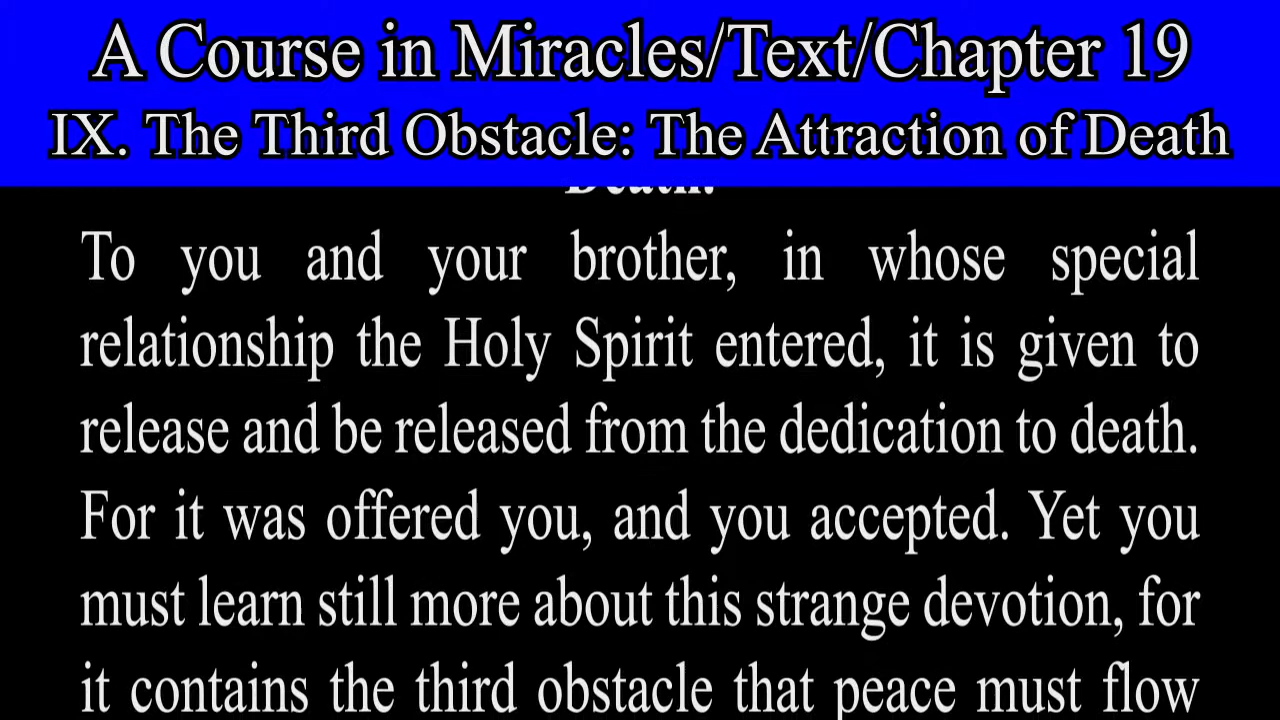 A Course in Miracles/Text/Chapter 19
IX. The Third Obstacle: The Attraction of Death
Death.
To you and your brother, in whose special
relationship the Holy Spirit entered, it is given to
release and be released from the dedication to death.
For it was offered you, and you accepted. Yet you
must learn still more about this strange devotion, for
it contains the third obstacle that peace must flow